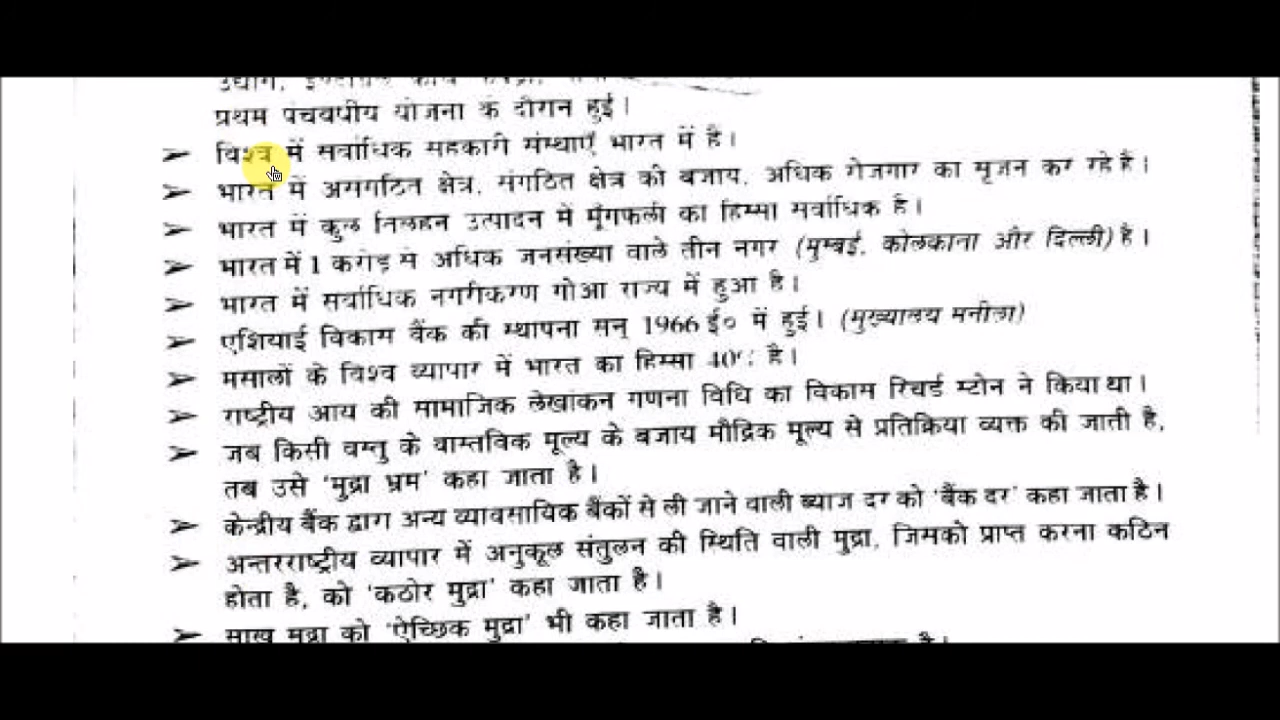 प्रथम पंचवर्षीय योजना के दौरान हुई।
➢ विश्व में सर्वाधिक सहकारी संस्थाएँ भारत में हैं।
➢ भारत में असंगठित क्षेत्र, संगठित क्षेत्र की बजाय, अधिक रोजगार का सृजन कर रहे हैं।
➢ भारत में कुल तिलहन उत्पादन में मूँगफली का हिस्सा सर्वाधिक है।
➢ भारत में 1 करोड़ से अधिक जनसंख्या वाले तीन नगर (मुम्बई, कोलकाता और दिल्ली) है।
➢ भारत में सर्वाधिक नगरीकरण गोआ राज्य में हुआ है।
➢ एशियाई विकास बैंक की स्थापना सन् 1966 ई० में हुई। (मुख्यालय मनीला)
➢ मसालों के विश्व व्यापार में भारत का हिस्सा 40% है।
➢ राष्ट्रीय आय की सामाजिक लेखांकन गणना विधि का विकास रिचर्ड स्टोन ने किया था।
➢ जब किसी वस्तु के वास्तविक मूल्य के बजाय मौद्रिक मूल्य से प्रतिक्रिया व्यक्त की जाती है,
तब उसे ‘मुद्रा भ्रम’ कहा जाता है।
➢ केन्द्रीय बैंक द्वारा अन्य व्यावसायिक बैंकों से ली जाने वाली ब्याज दर को ‘बैंक दर’ कहा जाता है।
➢ अन्तरराष्ट्रीय व्यापार में अनुकूल संतुलन की स्थिति वाली मुद्रा, जिसको प्राप्त करना कठिन
होता है, को ‘कठोर मुद्रा’ कहा जाता है।
➢ साख मुद्रा को ‘ऐच्छिक मुद्रा’ भी कहा जाता है।